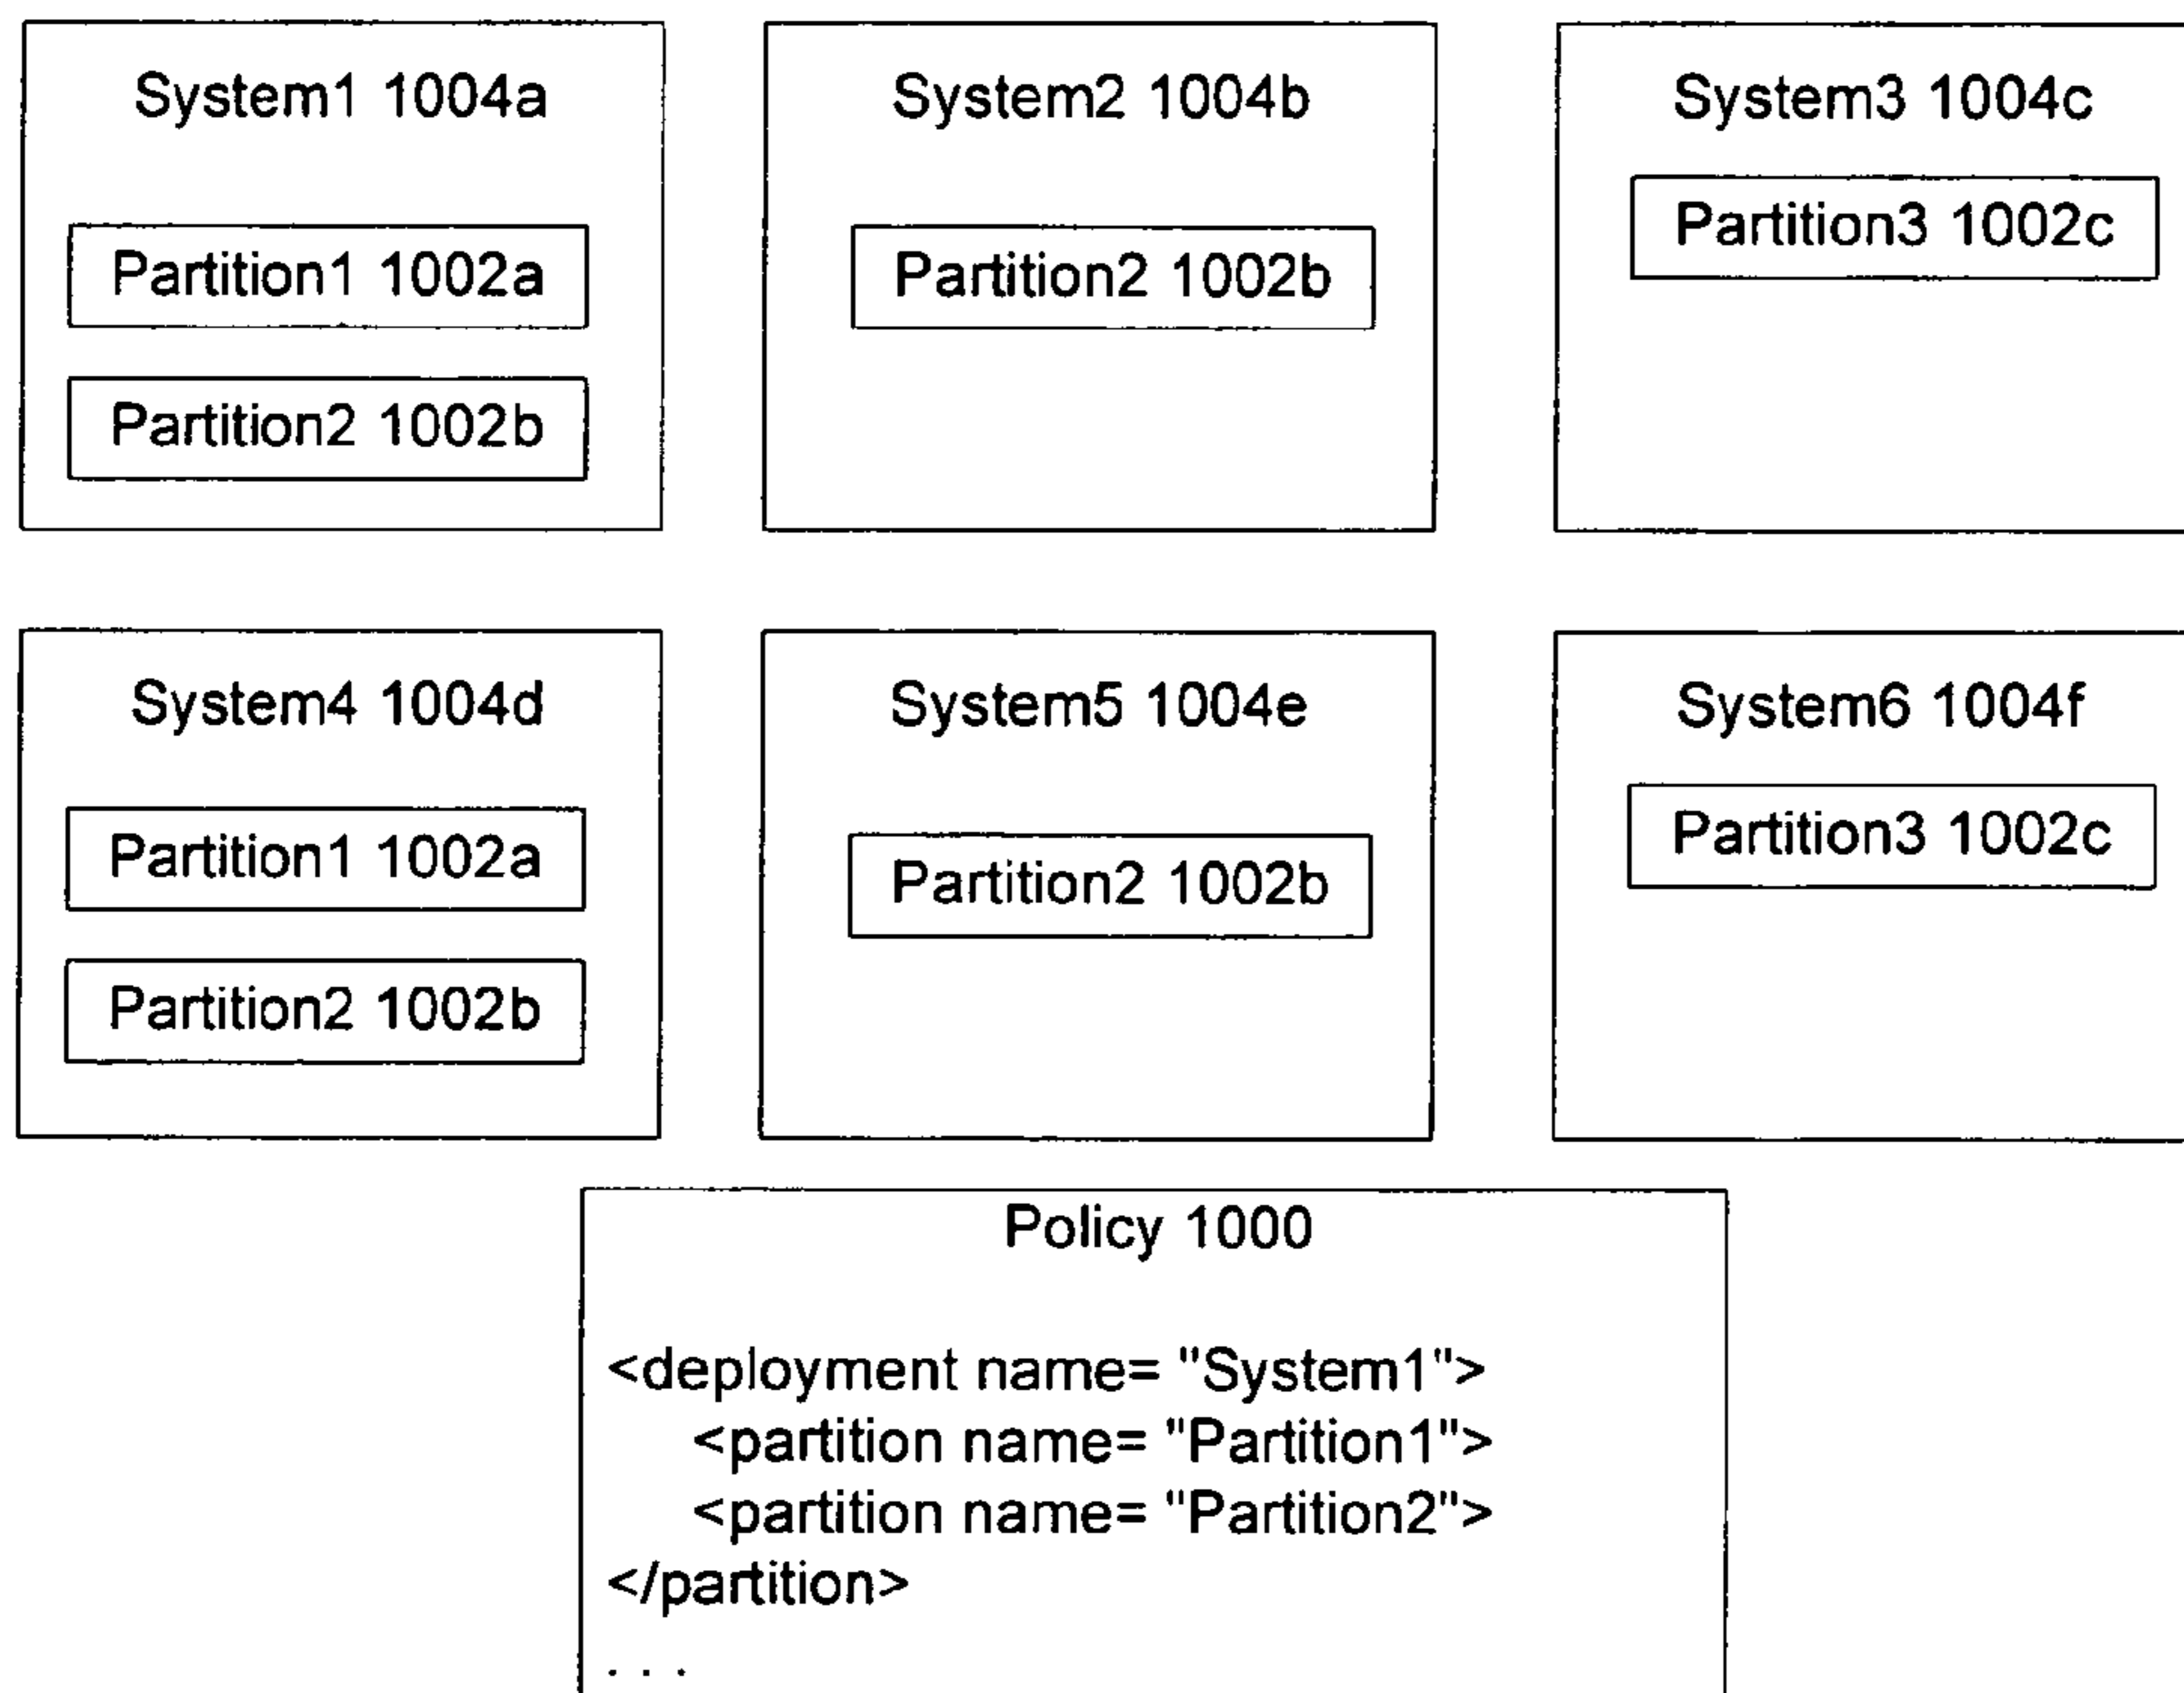 System1 1004a
Partition1 1002a
Partition2 1002b
System2 1004b
Partition2 1002b
System3 1004c
Partition3 1002c
System4 1004d
Partition1 1002a
Partition2 1002b
System5 1004e
Partition2 1002b
System6 1004f
Partition3 1002c
Policy 1000
<deployment name= "System1">
<partition name= "Partition1">
<partition name= "Partition2">
</partition>
. . .